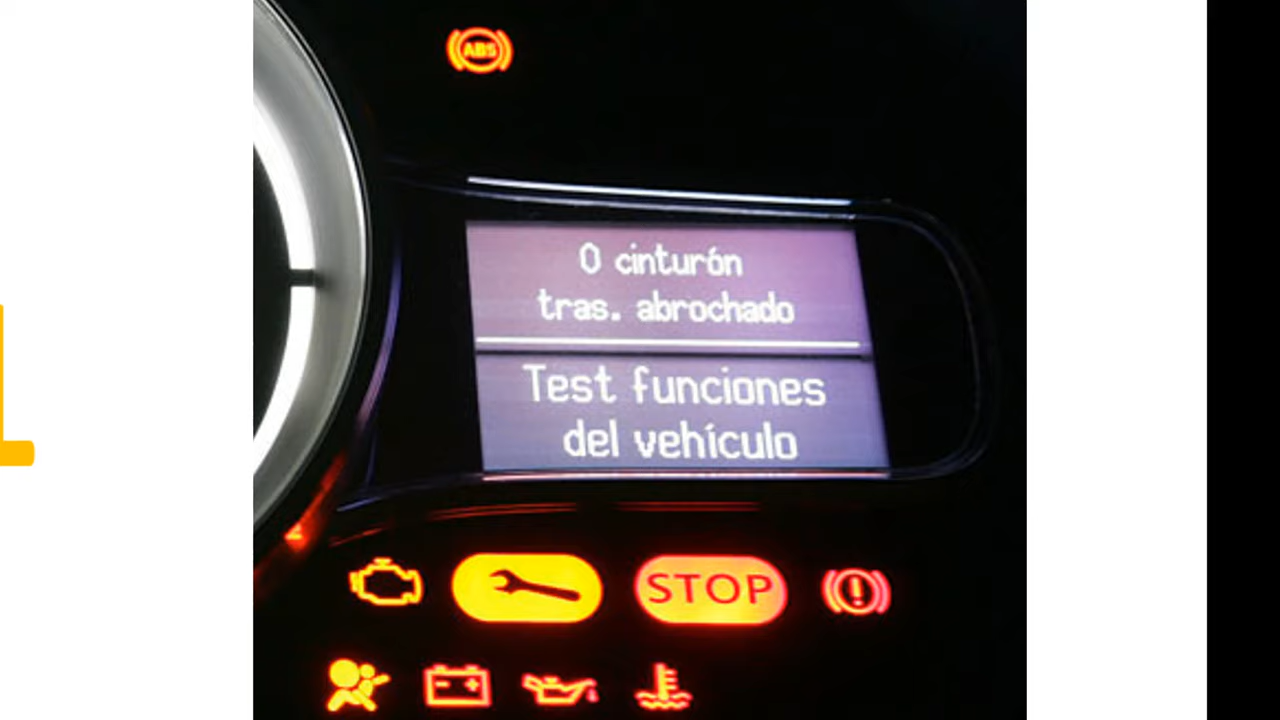 ABS
0 cinturón
tras. abrochado
Test funciones
del vehículo
STOP